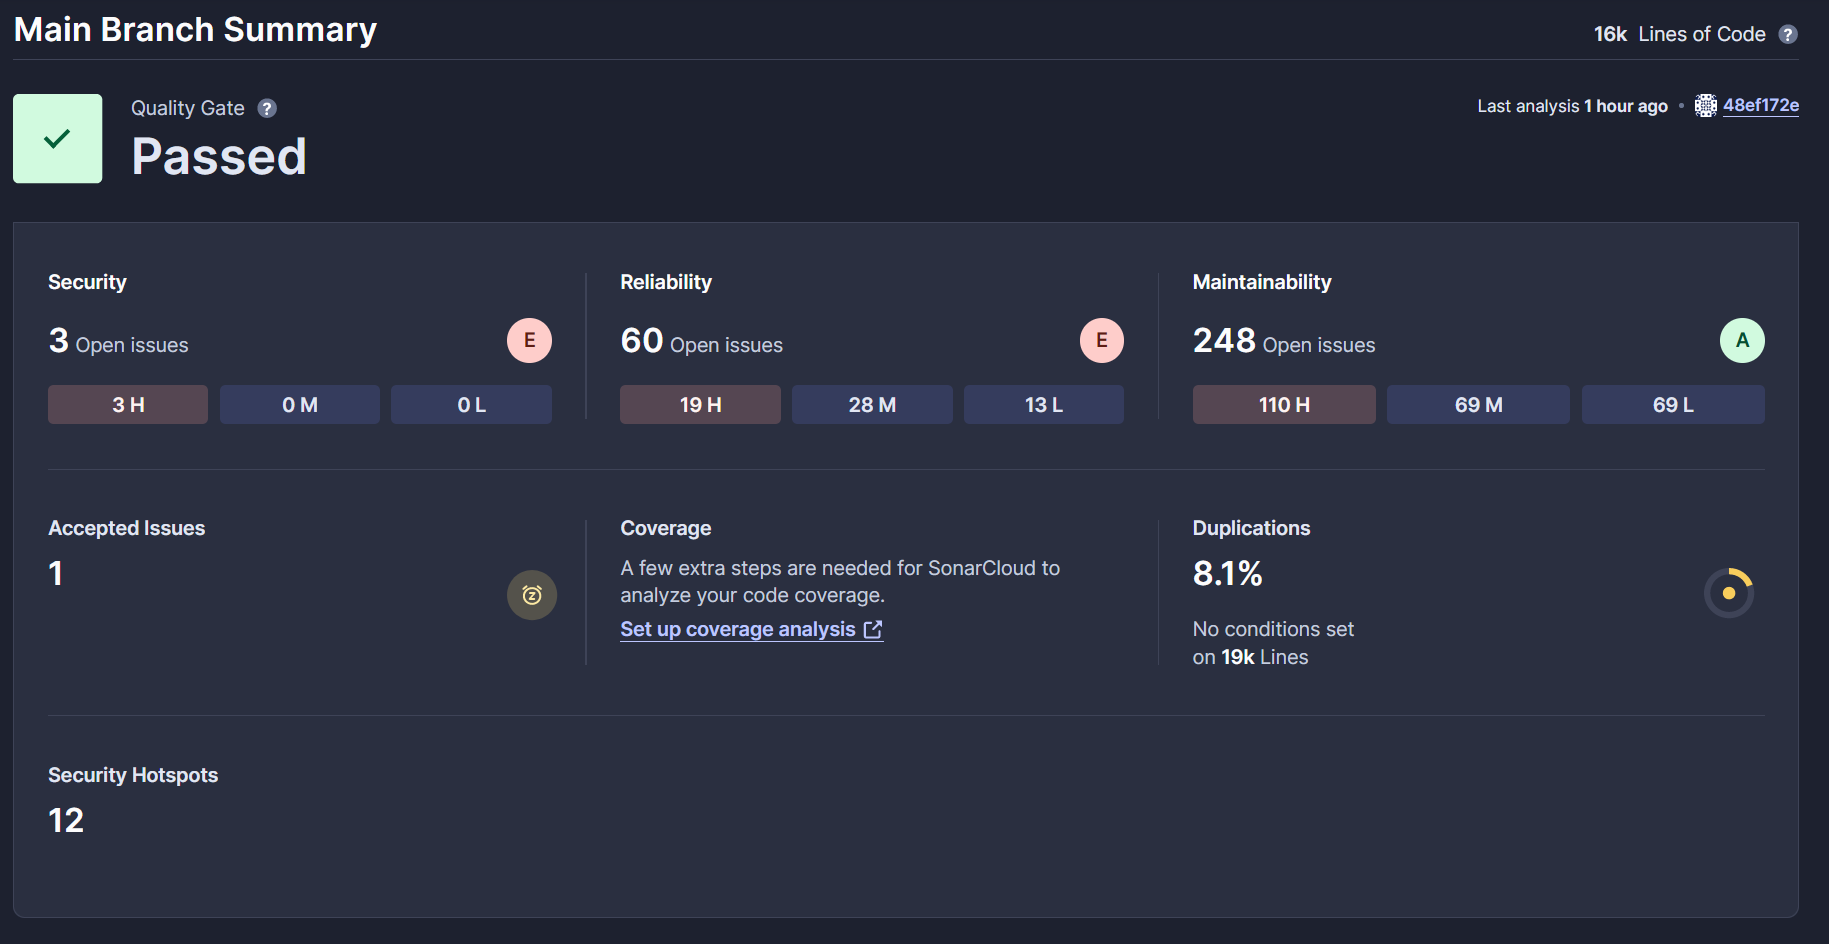 Main Branch Summary
16k Lines of Code ?
Quality Gate ?
Passed
Last analysis 1 hour ago • 48ef172e
Security
3 Open issues
E
3 H
0 M
0 L
Reliability
60 Open issues
E
19 H
28 M
13 L
Maintainability
248 Open issues
A
110 H
69 M
69 L
Accepted Issues
1
Coverage
A few extra steps are needed for SonarCloud to
analyze your code coverage.
Set up coverage analysis
Duplications
8.1%
No conditions set
on 19k Lines
Security Hotspots
12